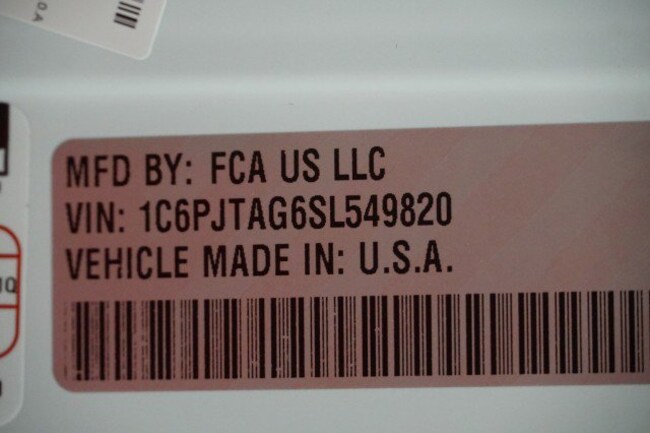 O.A
MFD BY: FCA US LLC
VIN: 1C6PJTAG6SL549820
VEHICLE MADE IN: U.S.A.